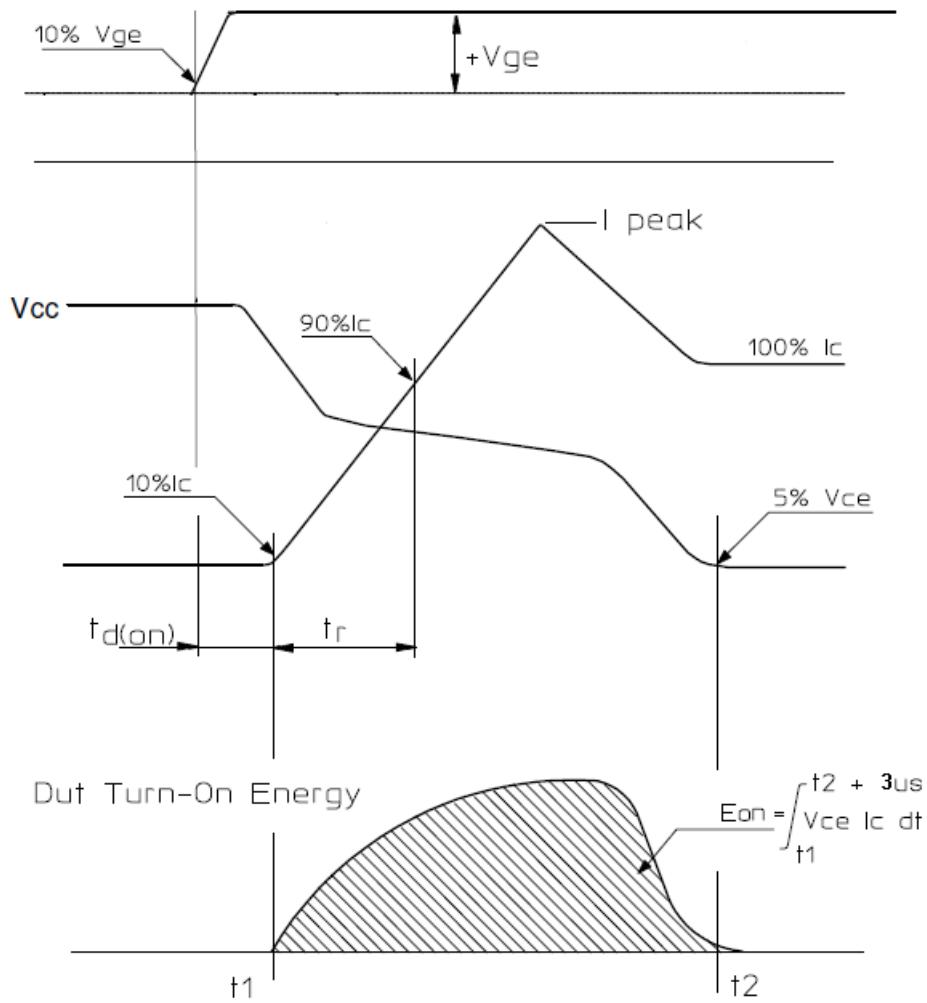 10% Vge
+Vge
I peak
Vcc
90%Ic
100% Ic
10%Ic
5% Vce
td(on)
tr
Dut Turn-On Energy
t2 + 3us
Eon = ∫ Vce Ic dt
t1
t1
t2